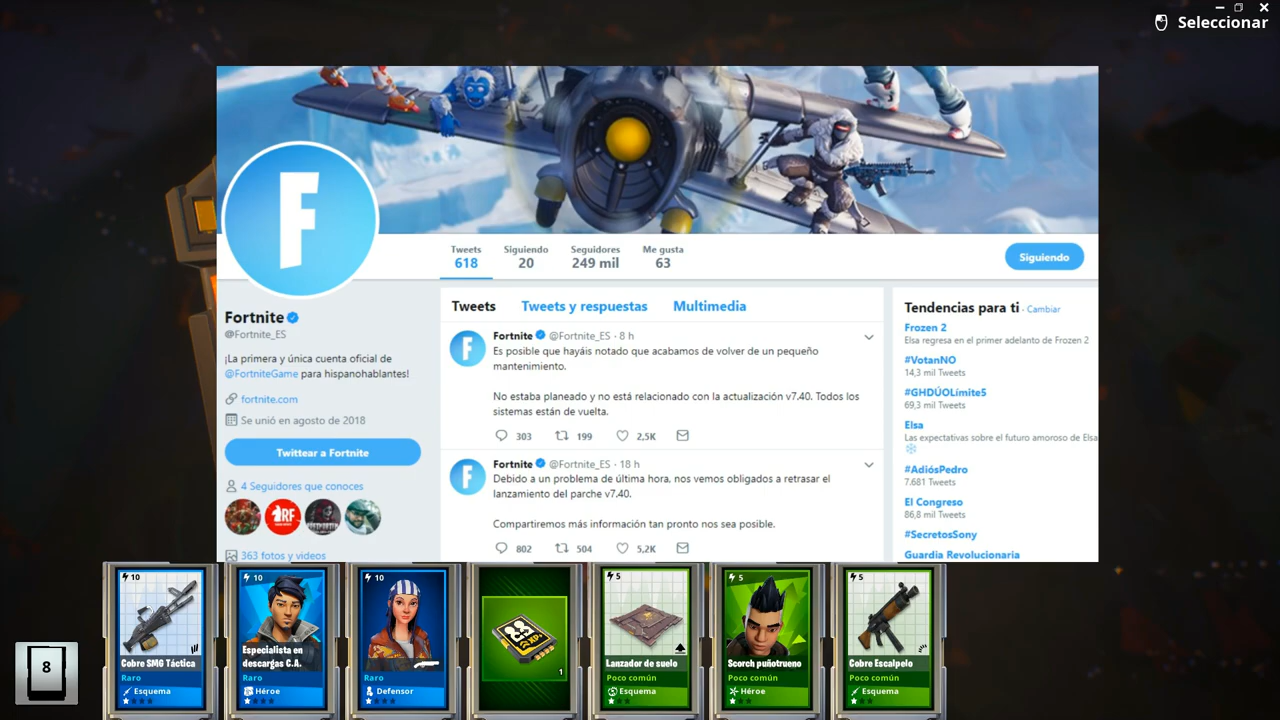 Seleccionar
F
Tweets
618
Siguiendo
20
Seguidores
249 mil
Me gusta
63
Siguiendo
Fortnite
@Fortnite_ES
¡La primera y única cuenta oficial de
@FortniteGame para hispanohablantes!
fortnite.com
Se unió en agosto de 2018
Twittear a Fortnite
4 Seguidores que conoces
RF
363 fotos y videos
Tweets Tweets y respuestas Multimedia
F
Fortnite @Fortnite_ES · 8 h
Es posible que hayáis notado que acabamos de volver de un pequeño
mantenimiento.
No estaba planeado y no está relacionado con la actualización v7.40. Todos los
sistemas están de vuelta.
303 199 2,5K
F
Fortnite @Fortnite_ES · 18 h
Debido a un problema de última hora, nos vemos obligados a retrasar el
lanzamiento del parche v7.40.
Compartiremos más información tan pronto nos sea posible.
802 504 5,2K
Tendencias para ti · Cambiar
Frozen 2
Elsa regresa en el primer adelanto de Frozen 2
#VotanNO
14,3 mil Tweets
#GHDÚOLímite5
69,3 mil Tweets
Elsa
Las expectativas sobre el futuro amoroso de Elsa
#AdiósPedro
7.681 Tweets
El Congreso
86,8 mil Tweets
#SecretosSony
Guardia Revolucionaria
8
10
Cobre SMG Táctica
Raro
Esquema
10
Especialista en
descargas C.A.
Raro
Héroe
10
Raro
Defensor
XP+
1
5
Lanzador de suelo
Poco común
Esquema
5
Scorch puñotrueno
Poco común
Héroe
5
Cobre Escalpelo
Poco común
Esquema